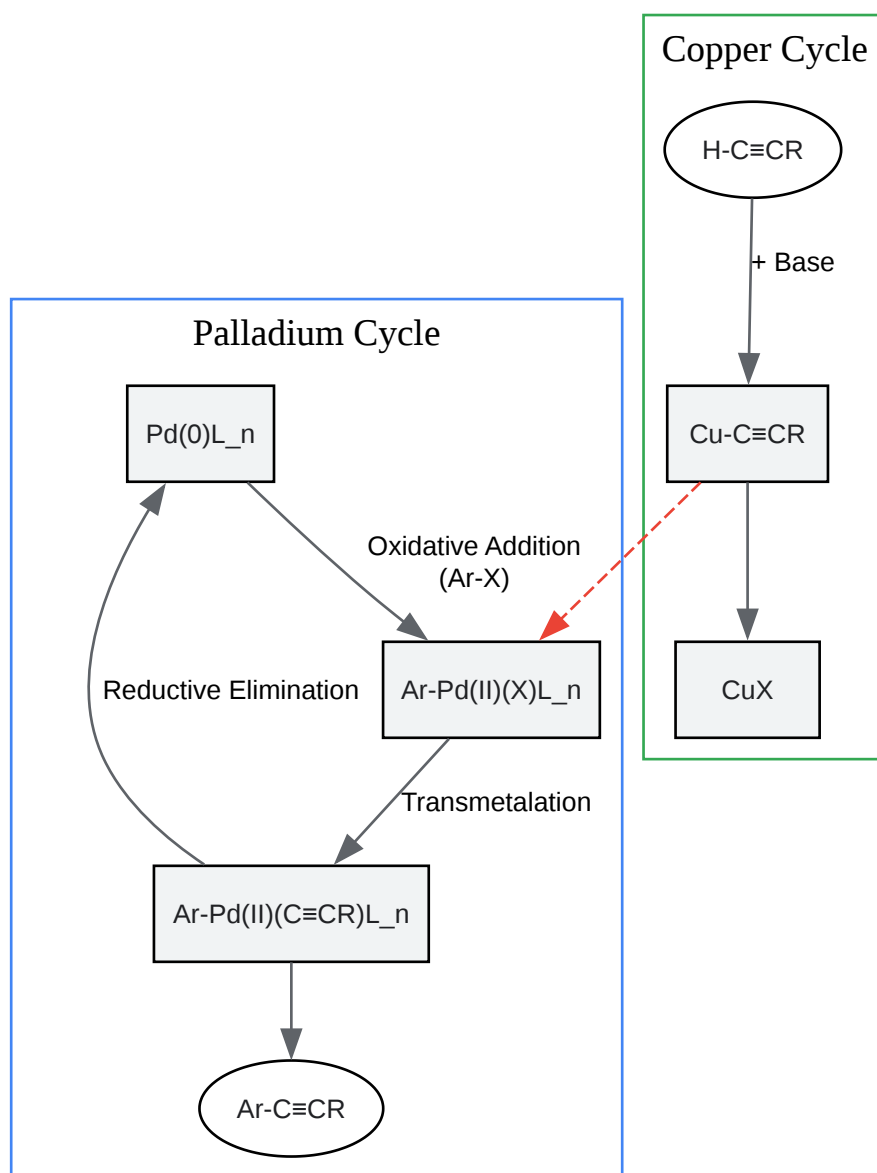 Copper Cycle
H-C≡CR
+ Base
Palladium Cycle
Pd(0)L_n
Cu-C≡CR
Oxidative Addition
(Ar-X)
Reductive Elimination
Ar-Pd(II)(X)L_n
CuX
Transmetalation
Ar-Pd(II)(C≡CR)L_n
Ar-C≡CR